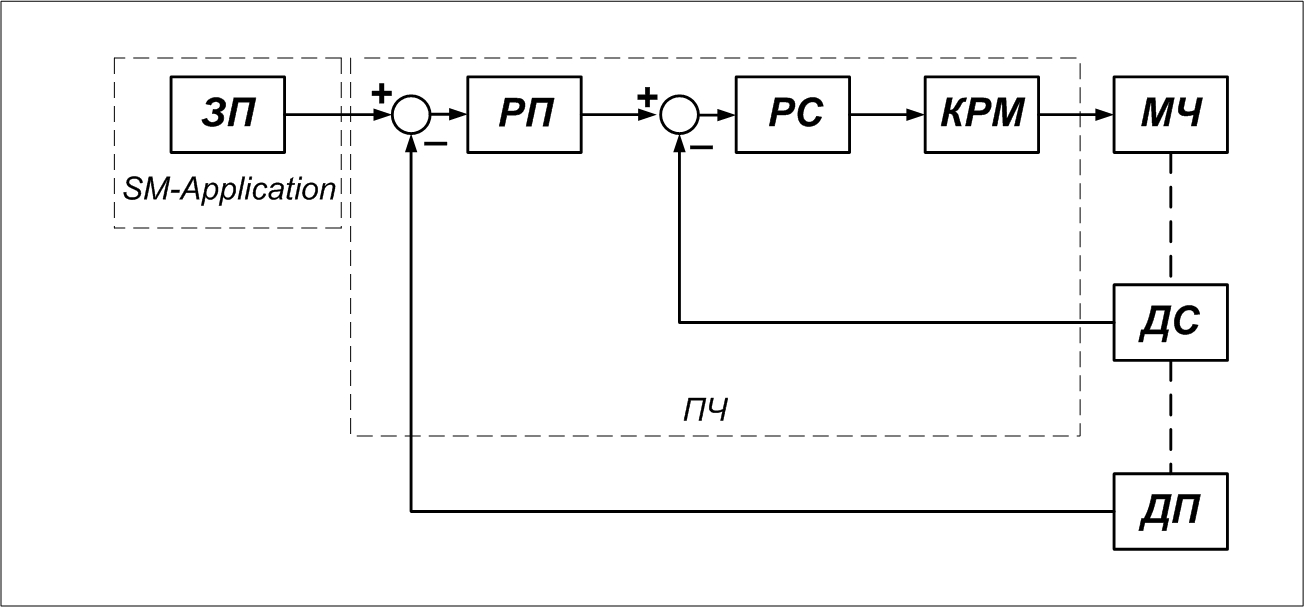 ЗП
РП
РС
КРМ
МЧ
+
–
+
–
SM-Application
ДС
ПЧ
ДП